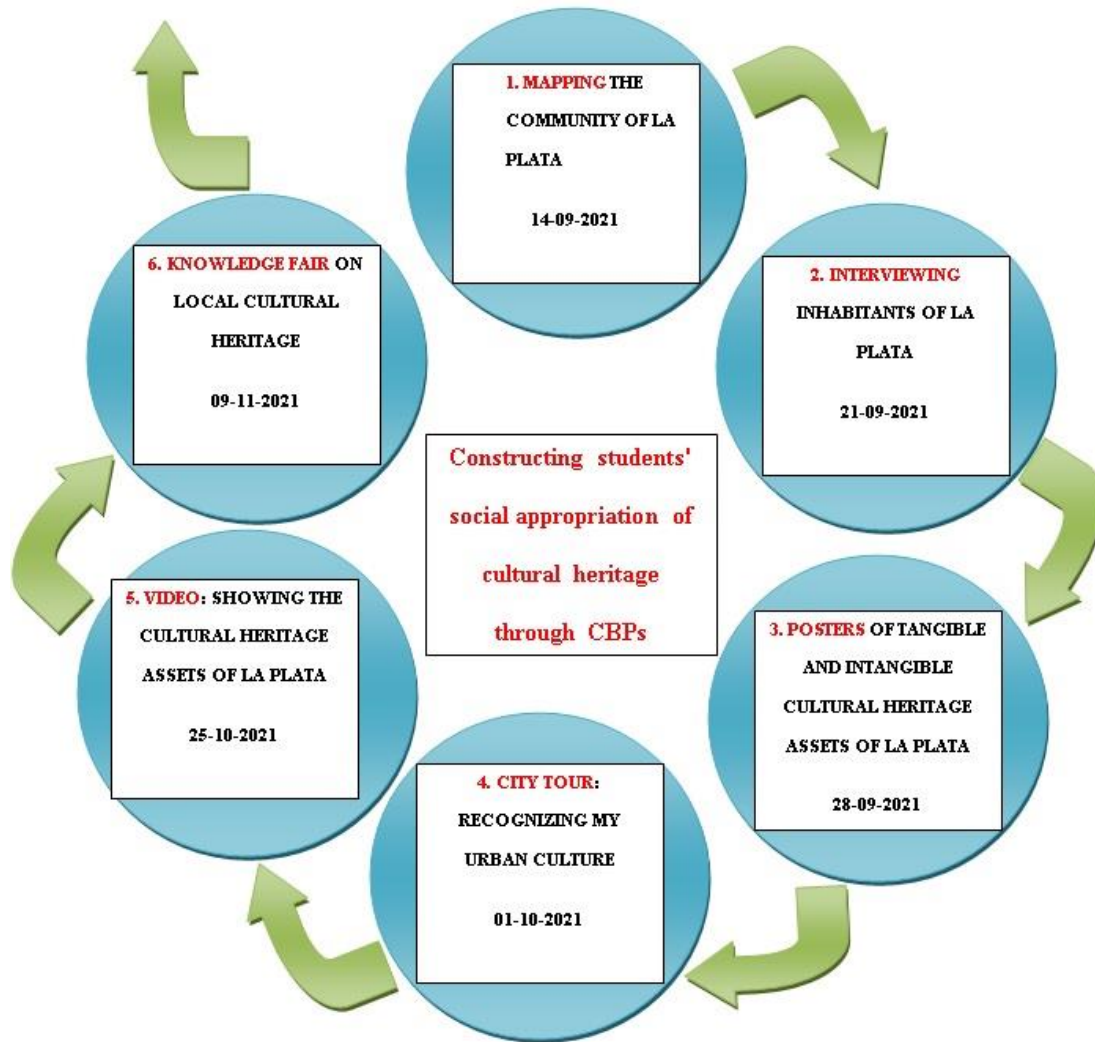 1. MAPPING THE
COMMUNITY OF LA
PLATA
14-09-2021
2. INTERVIEWING
INHABITANTS OF LA
PLATA
21-09-2021
3. POSTERS OF TANGIBLE
AND INTANGIBLE
CULTURAL HERITAGE
ASSETS OF LA PLATA
28-09-2021
4. CITY TOUR:
RECOGNIZING MY
URBAN CULTURE
01-10-2021
5. VIDEO: SHOWING THE
CULTURAL HERITAGE
ASSETS OF LA PLATA
25-10-2021
6. KNOWLEDGE FAIR ON
LOCAL CULTURAL
HERITAGE
09-11-2021
Constructing students'
social appropriation of
cultural heritage
through CBPs